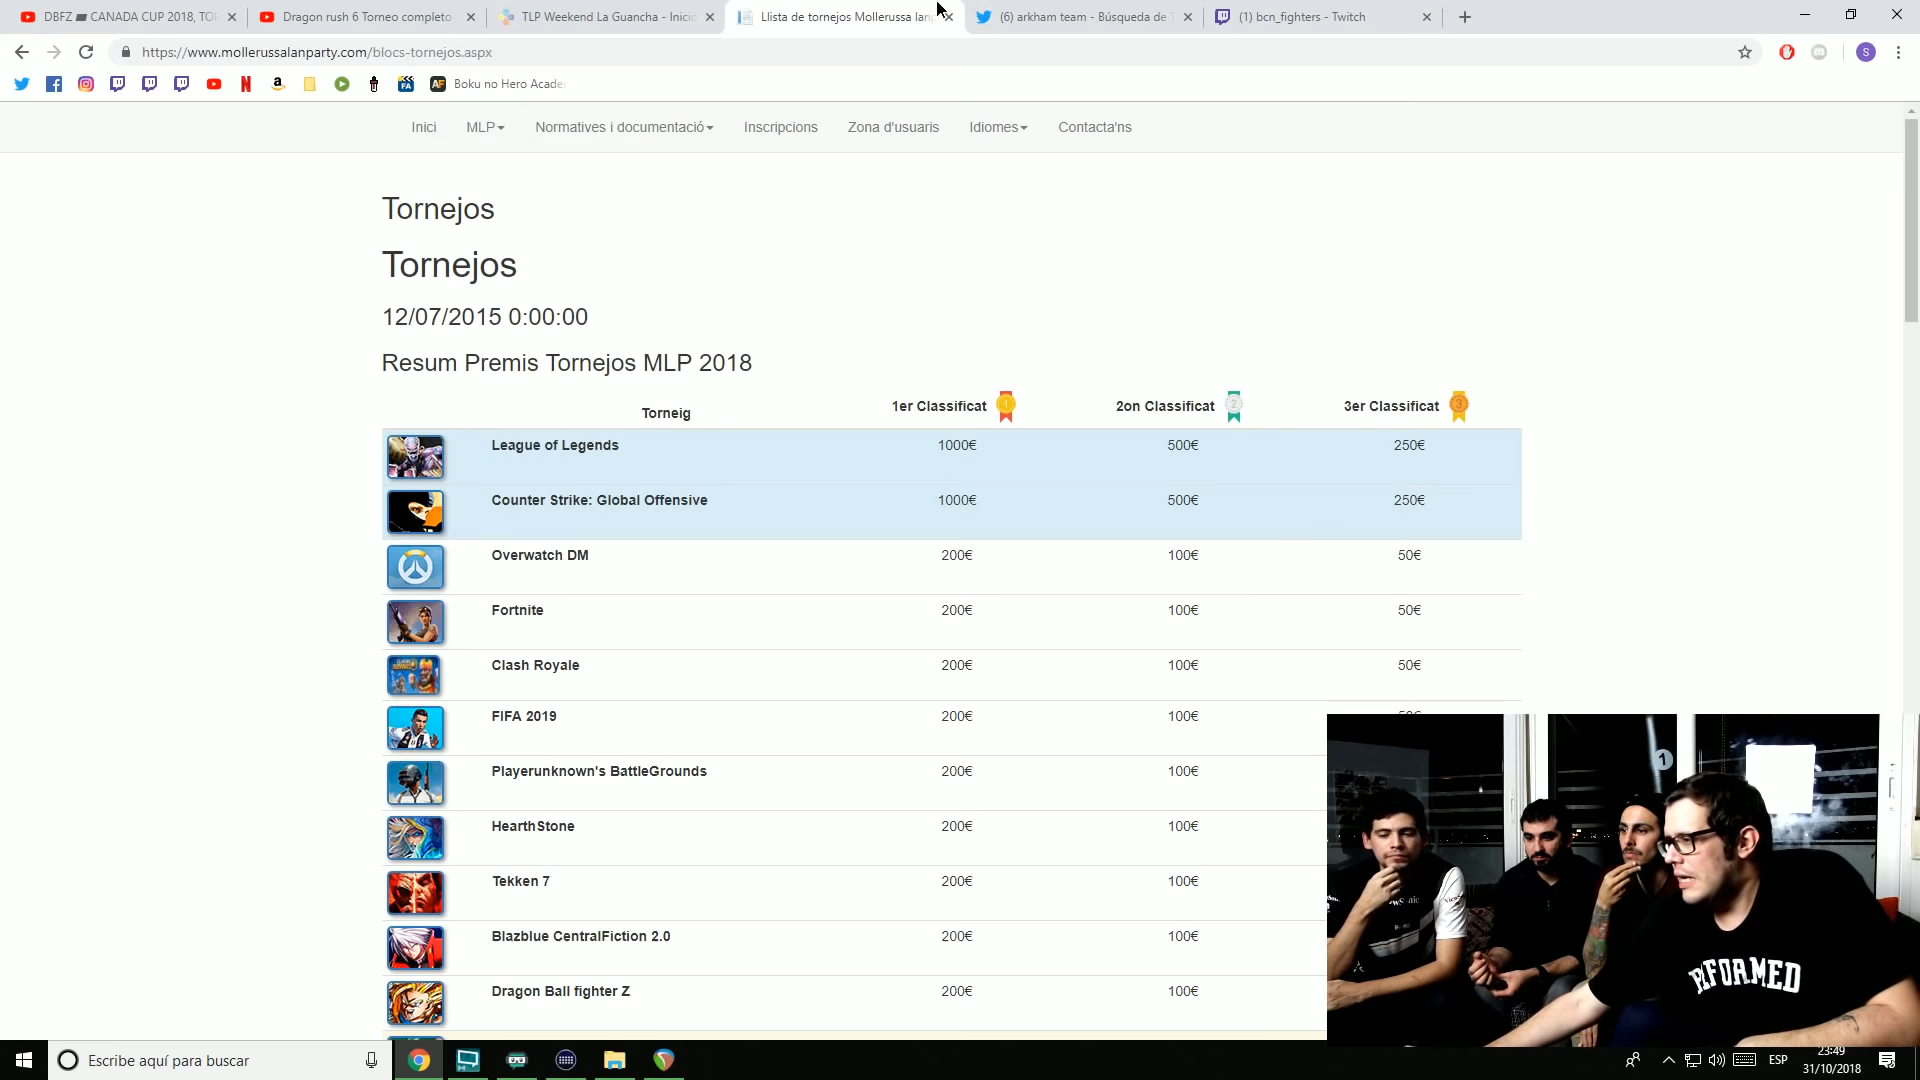 DBFZ ▰ CANADA CUP 2018, TO
Dragon rush 6 Torneo completo
TLP Weekend La Guancha - Inicio
Llista de tornejos Mollerussa lan
(6) arkham team - Búsqueda de T
(1) bcn_fighters - Twitch
https://www.mollerussalanparty.com/blocs-tornejos.aspx
S
Boku no Hero Acade
Inici MLP Normatives i documentació Inscripcions Zona d'usuaris Idiomes Contacta'ns
Tornejos
Tornejos
12/07/2015 0:00:00
Resum Premis Tornejos MLP 2018
Torneig 1er Classificat 2on Classificat 3er Classificat
League of Legends 1000€ 500€ 250€
Counter Strike: Global Offensive 1000€ 500€ 250€
Overwatch DM 200€ 100€ 50€
Fortnite 200€ 100€ 50€
Clash Royale 200€ 100€ 50€
FIFA 2019 200€ 100€ 50€
Playerunknown's BattleGrounds 200€ 100€
HearthStone 200€ 100€
Tekken 7 200€ 100€
Blazblue CentralFiction 2.0 200€ 100€
Dragon Ball fighter Z 200€ 100€
Escribe aquí para buscar
ESP
23:49
31/10/2018